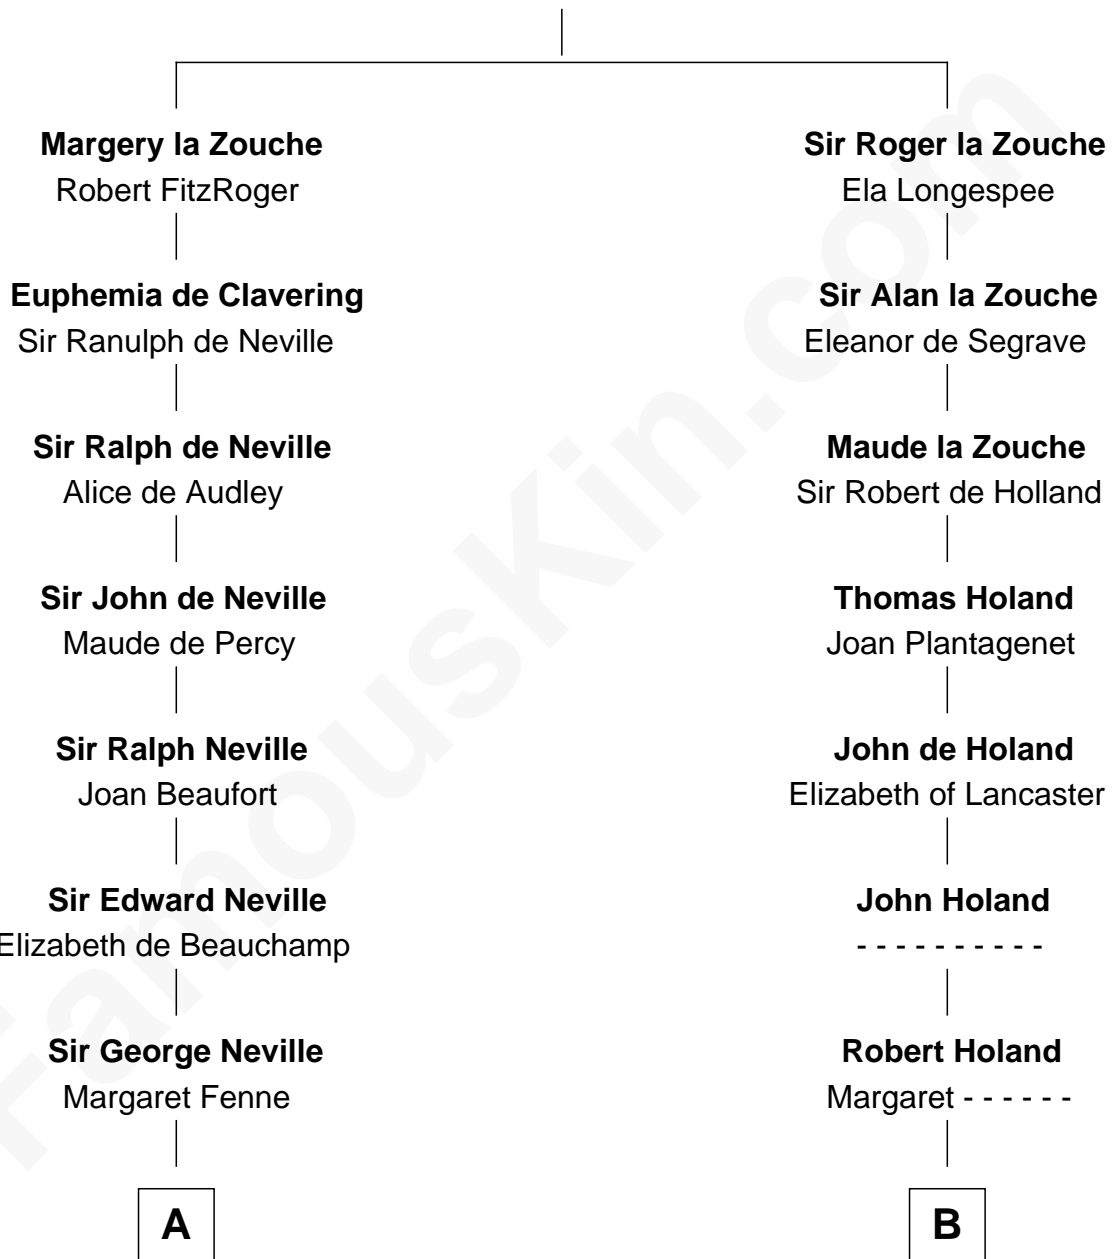 Margery la Zouche
Robert FitzRoger
Euphemia de Clavering
Sir Ranulph de Neville
Sir Ralph de Neville
Alice de Audley
Sir John de Neville
Maude de Percy
Sir Ralph Neville
Joan Beaufort
Sir Edward Neville
Elizabeth de Beauchamp
Sir George Neville
Margaret Fenne
A
Sir Roger la Zouche
Ela Longespee
Sir Alan la Zouche
Eleanor de Segrave
Maude la Zouche
Sir Robert de Holland
Thomas Holand
Joan Plantagenet
John de Holand
Elizabeth of Lancaster
John Holand
- - - - - - - - - -
Robert Holand
Margaret - - - - - -
B
FamousKin.com